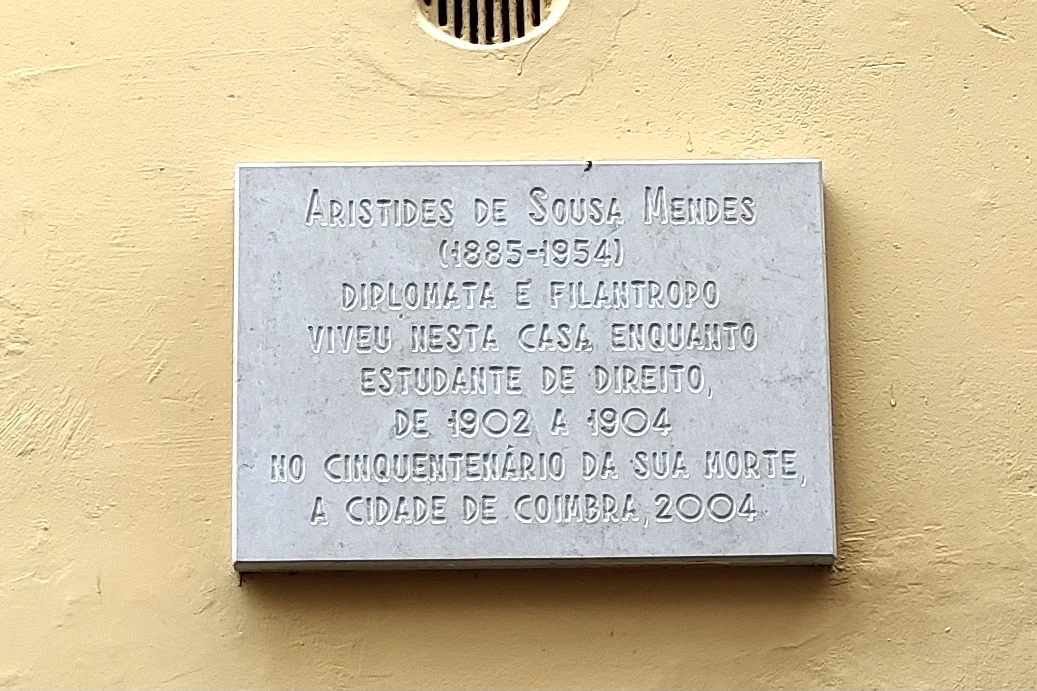 ARISTIDES DE SOUSA MENDES
(1885-1954)
DIPLOMATA E FILANTROPO
VIVEU NESTA CASA ENQUANTO
ESTUDANTE DE DIREITO,
DE 1902 A 1904
NO CINQUENTENÁRIO DA SUA MORTE,
A CIDADE DE COIMBRA, 2004